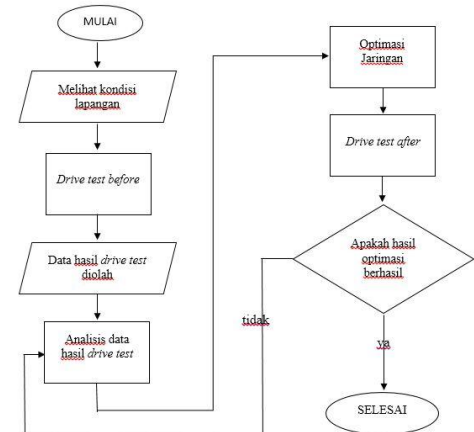 MULAI
Melihat kondisi
lapangan
Drive test before
Data hasil drive test
diolah
Analisis data
hasil drive test
Optimasi
Jaringan
Drive test after
Apakah hasil
optimasi
berhasil
tidak
ya
SELESAI